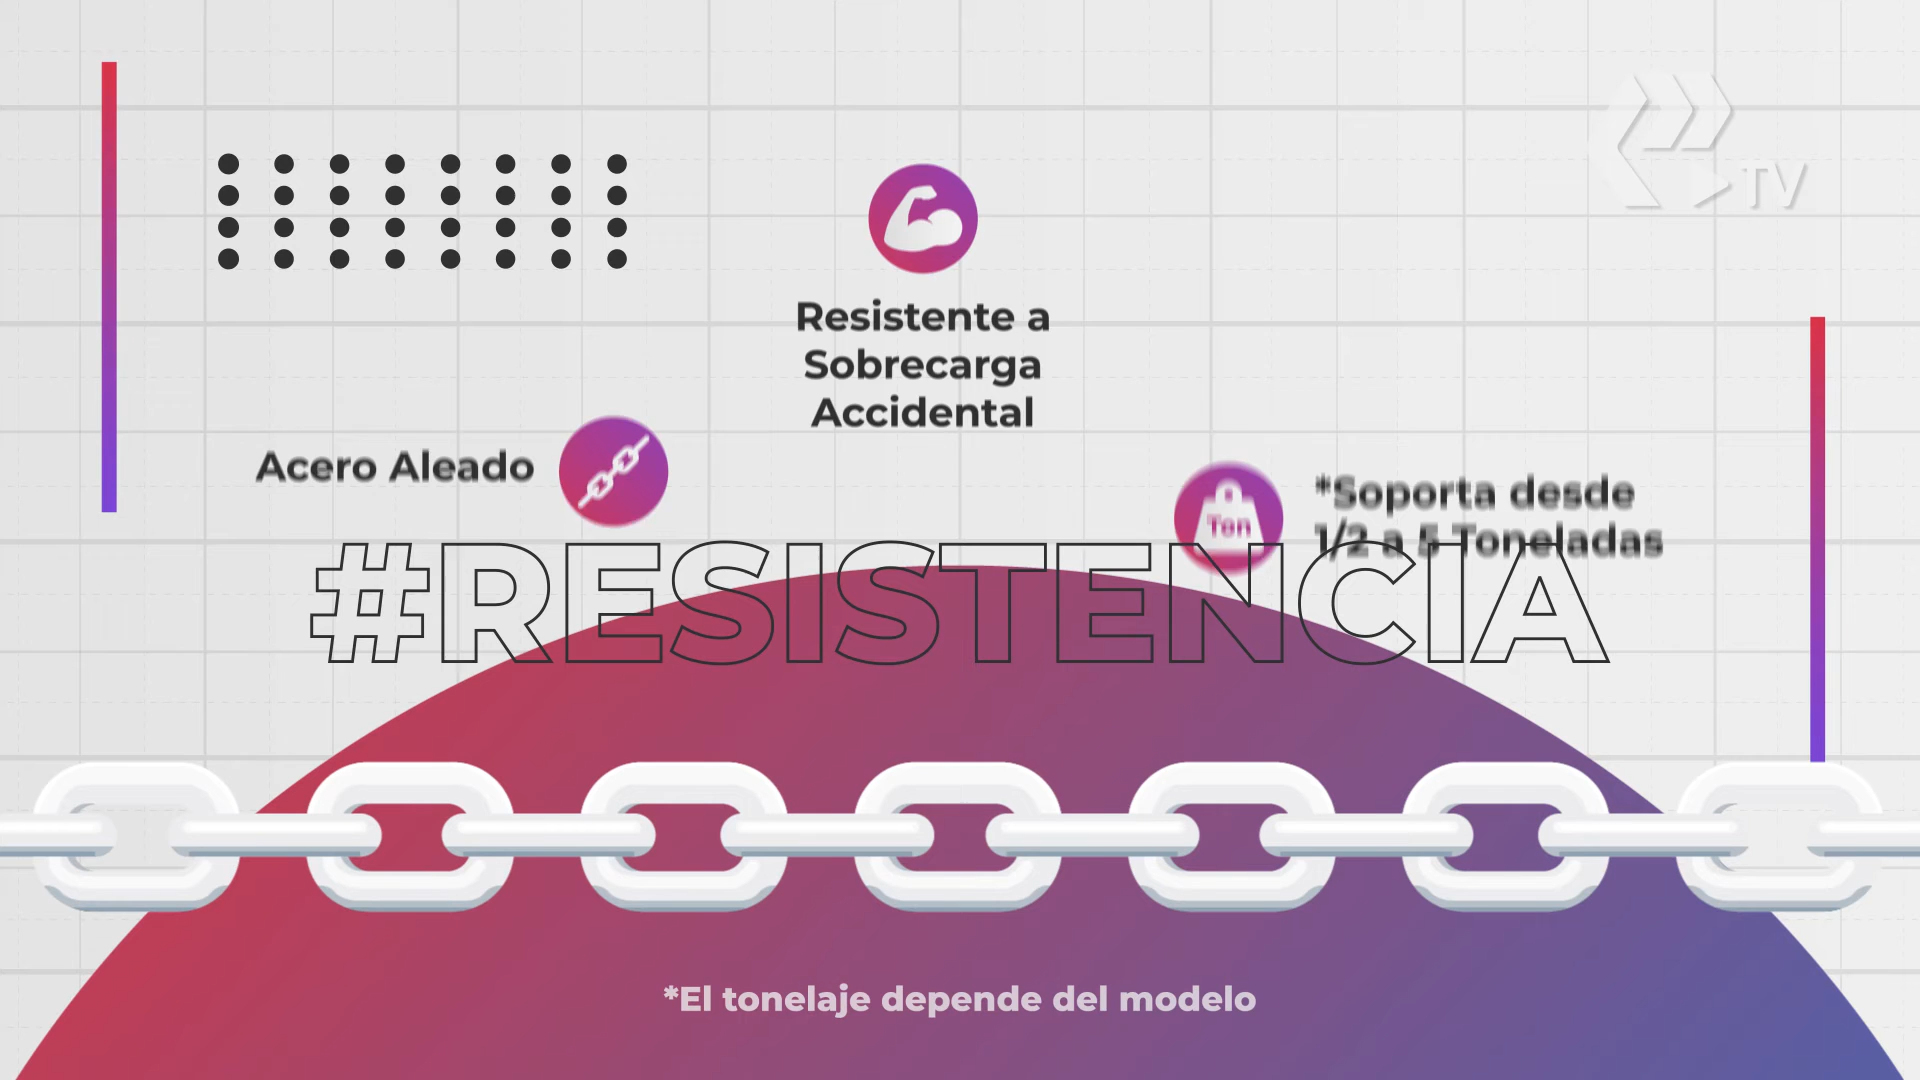 TV
Resistente a
Sobrecarga
Accidental
Acero Aleado
Ton
*Soporta desde
1/2 a 5 Toneladas
#RESISTENCIA
*El tonelaje depende del modelo